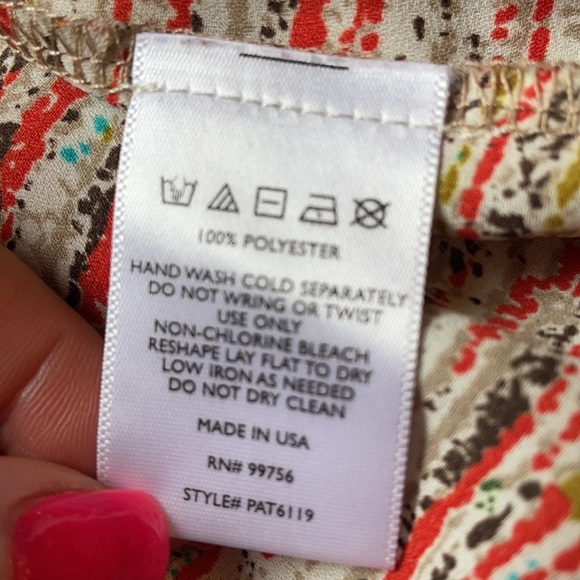 100% POLYESTER
HAND WASH COLD SEPARATELY
DO NOT WRING OR TWIST
USE ONLY
NON-CHLORINE BLEACH
RESHAPE LAY FLAT TO DRY
LOW IRON AS NEEDED
DO NOT DRY CLEAN
MADE IN USA
RN# 99756
STYLE# PAT6119